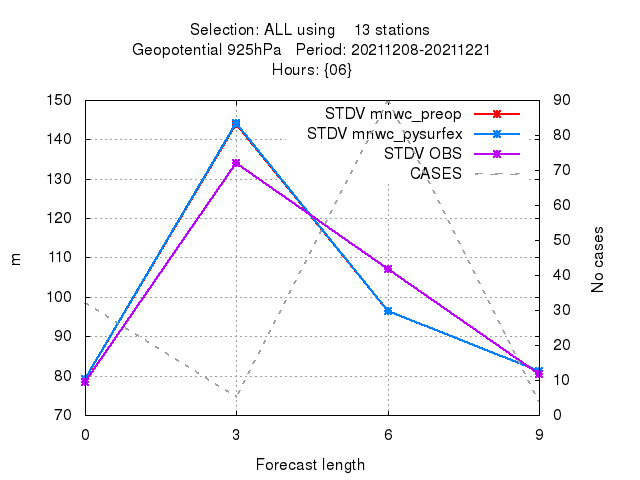 Selection: ALL using    13 stations
Geopotential 925hPa   Period: 20211208-20211221
Hours: {06}
150
140
130
120
110
100
90
80
70
90
80
70
60
50
40
30
20
10
0
STDV mnwc_preop
STDV mnwc_pysurfex
STDV OBS
CASES
m
No cases
0 3 6 9
Forecast length